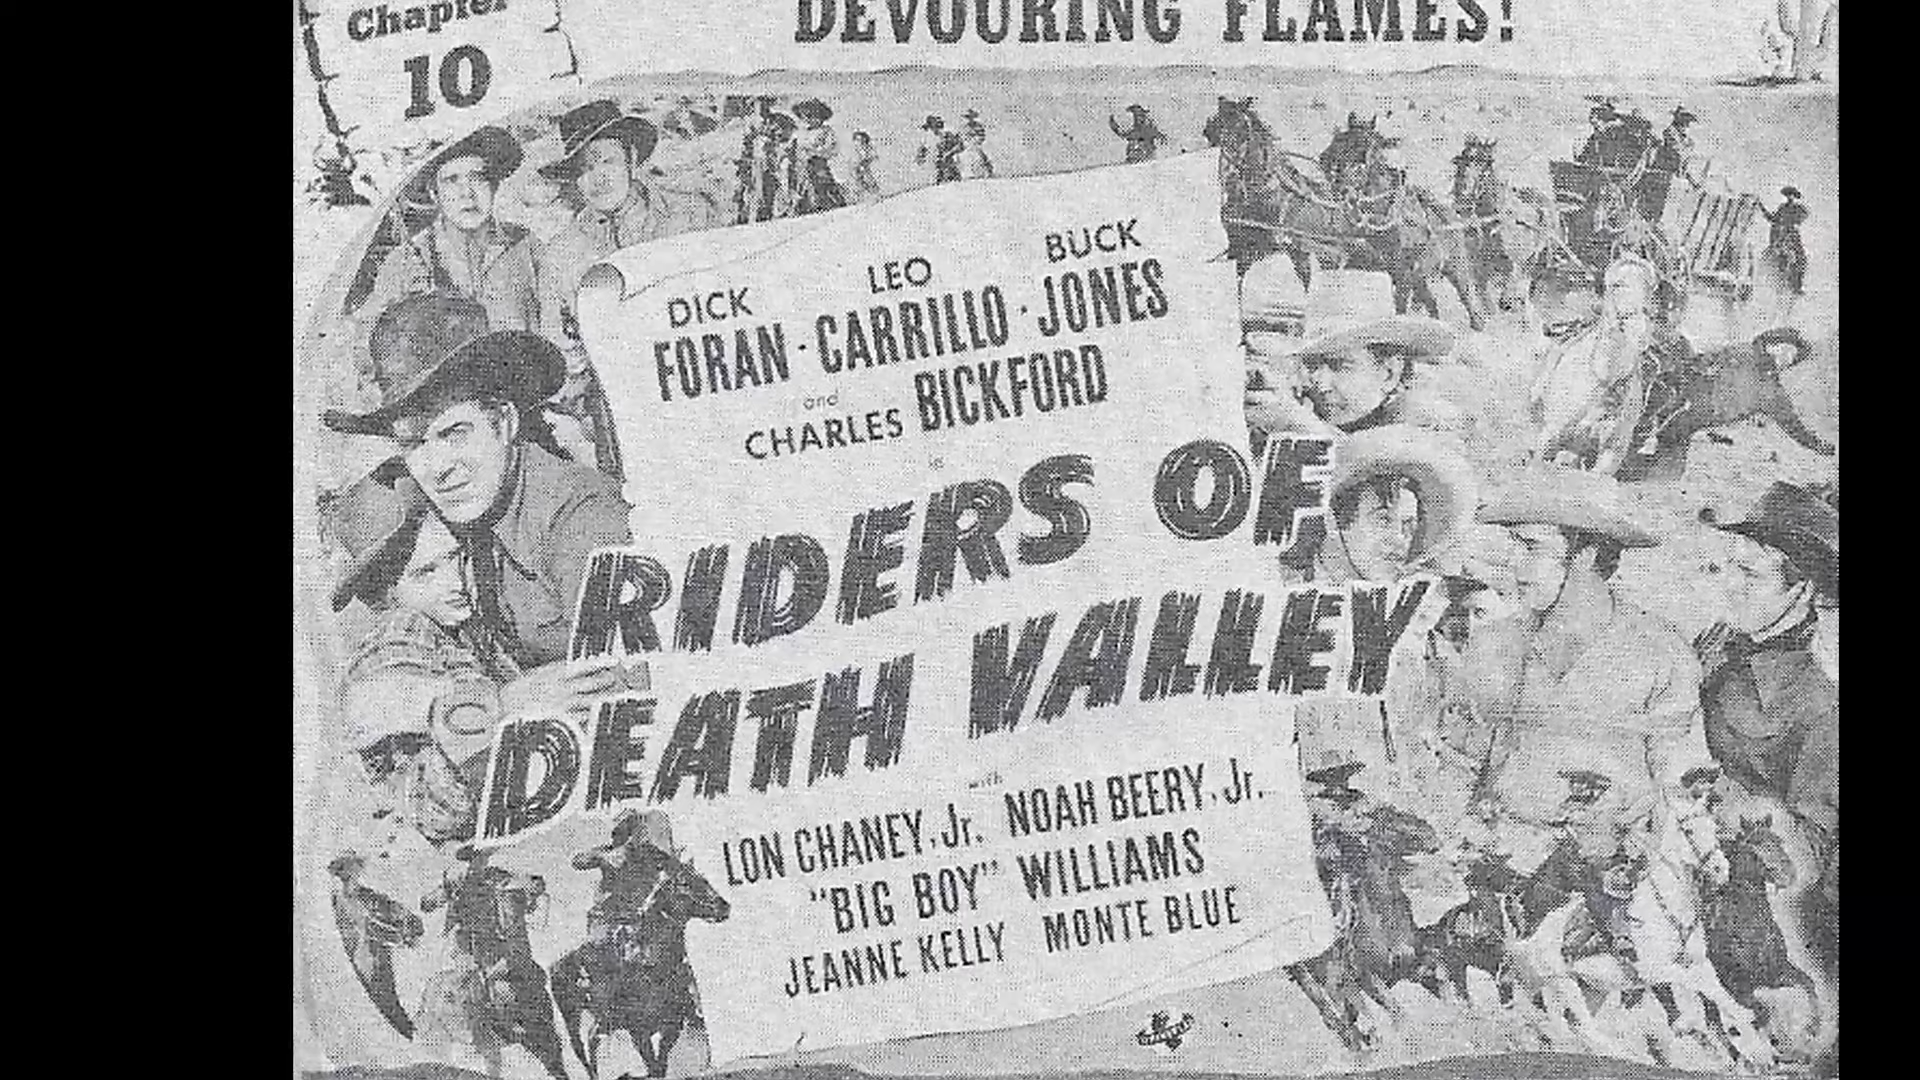 Chapter
10
DEVOURING FLAMES!
DICK FORAN · LEO CARRILLO · BUCK JONES
and
CHARLES BICKFORD
in
RIDERS OF
DEATH VALLEY
with
LON CHANEY, Jr. NOAH BEERY, Jr.
"BIG BOY" WILLIAMS
JEANNE KELLY MONTE BLUE